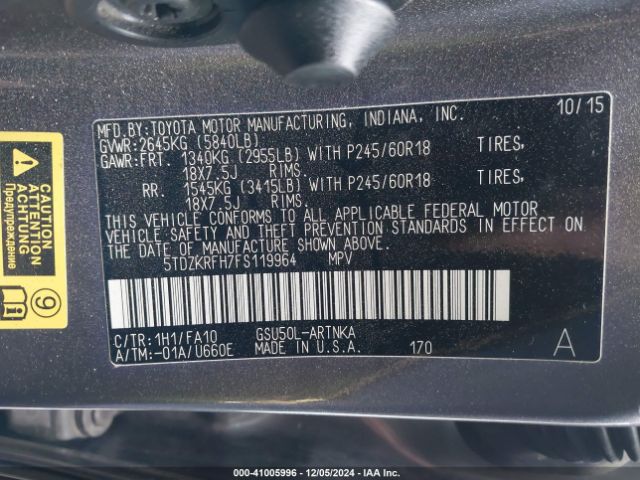 MFD.BY:TOYOTA MOTOR MANUFACTURING, INDIANA, INC. 10/15
GVWR:2645KG (5840LB)
GAWR:FRT. 1340KG (2955LB) WITH P245/60R18 TIRES,
18X7.5J RIMS.
RR. 1545KG (3415LB) WITH P245/60R18 TIRES,
18X7.5J RIMS.
THIS VEHICLE CONFORMS TO ALL APPLICABLE FEDERAL MOTOR
VEHICLE SAFETY AND THEFT PREVENTION STANDARDS IN EFFECT ON
THE DATE OF MANUFACTURE SHOWN ABOVE.
5TDZKRFH7FS119964 MPV
C/TR:1H1/FA10 GSU50L-ARTNKA
A/TM:-01A/U660E MADE IN U.S.A. 170 A
CAUTION
ATTENTION
ACHTUNG
Предупреждение
9
000-41005996 • 12/05/2024 • IAA Inc.